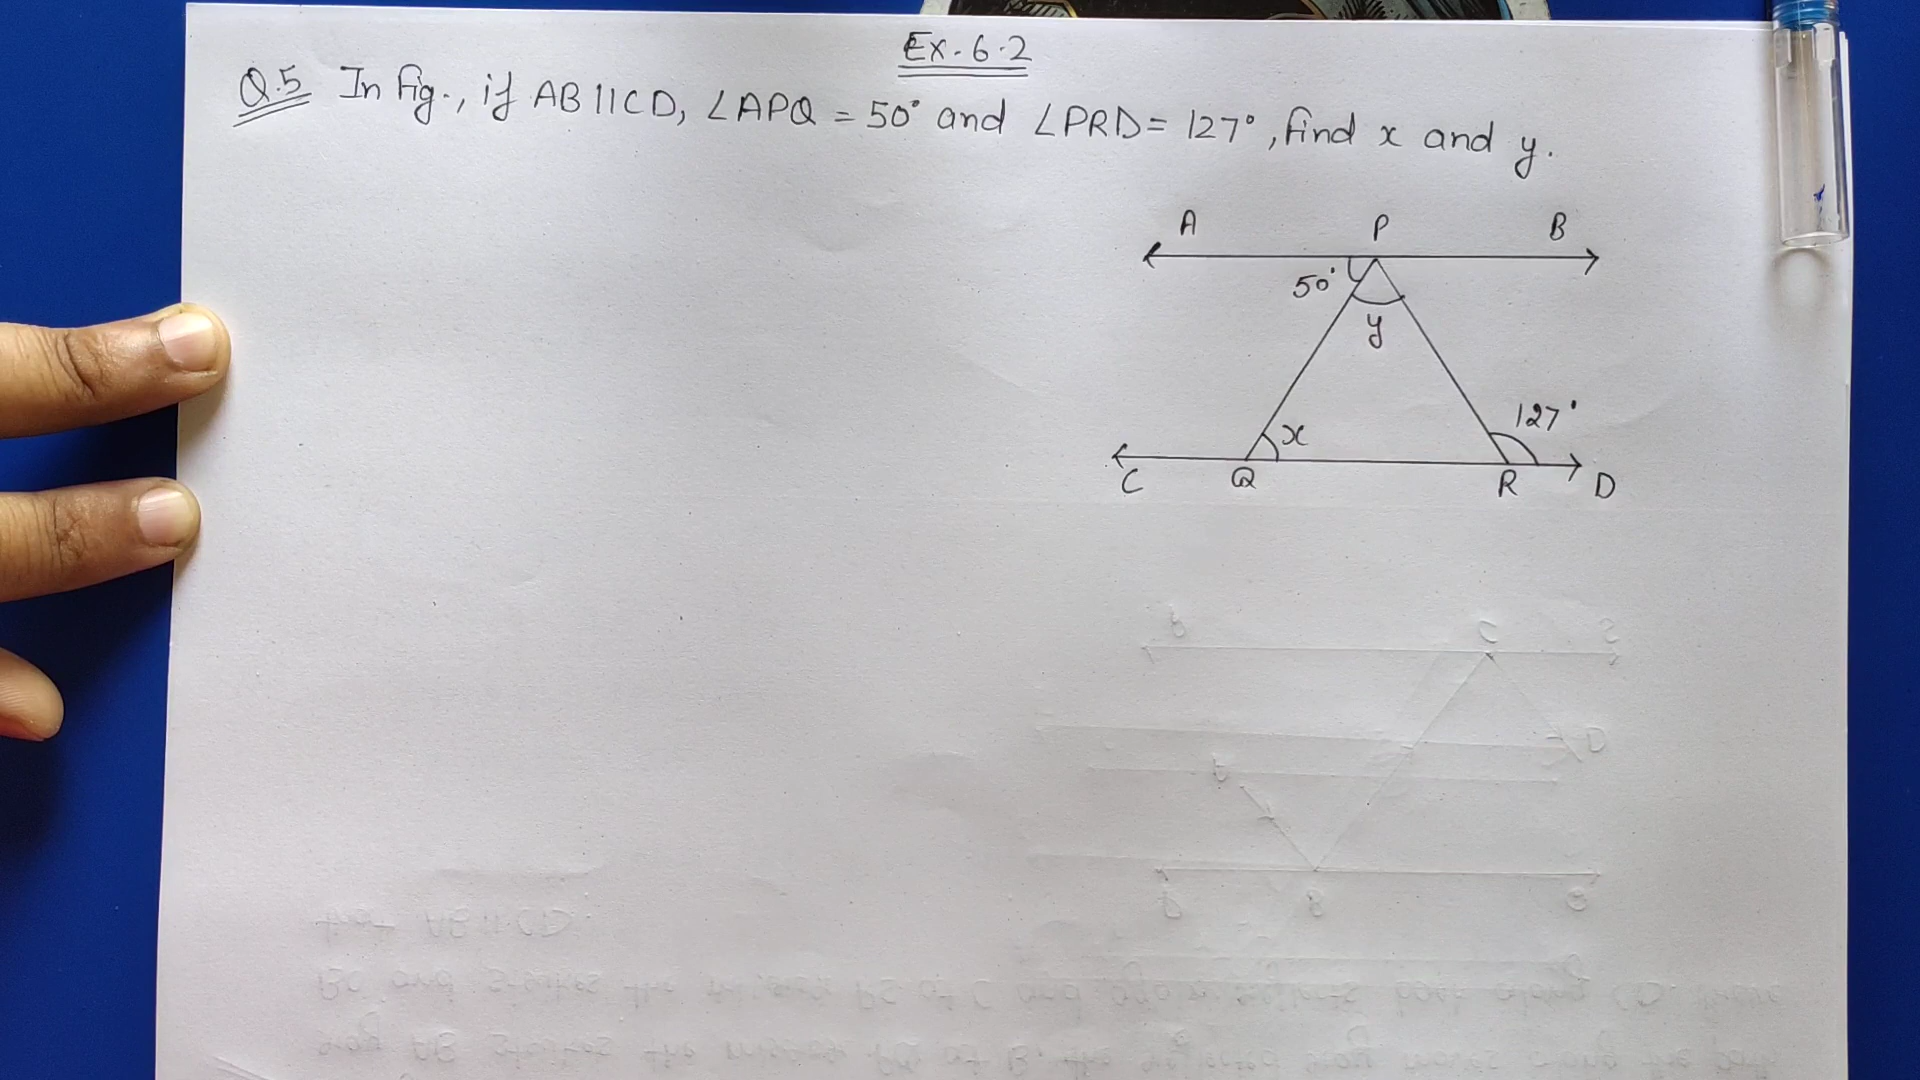 Ex. 6.2
Q.5 In fig., if AB || CD, ∠APQ = 50° and ∠PRD = 127°, find x and y.
A P B
50°
y
127°
x
C Q R D